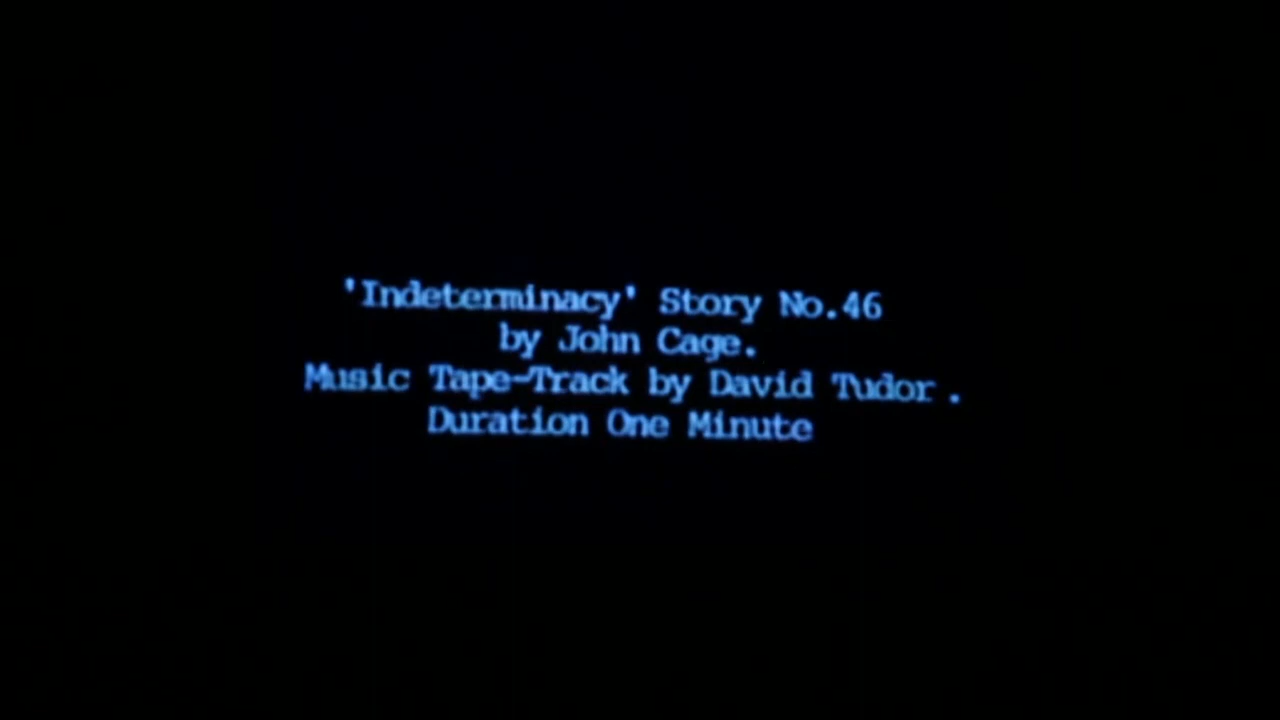 'Indeterminacy' Story No.46
by John Cage.
Music Tape-Track by David Tudor .
Duration One Minute